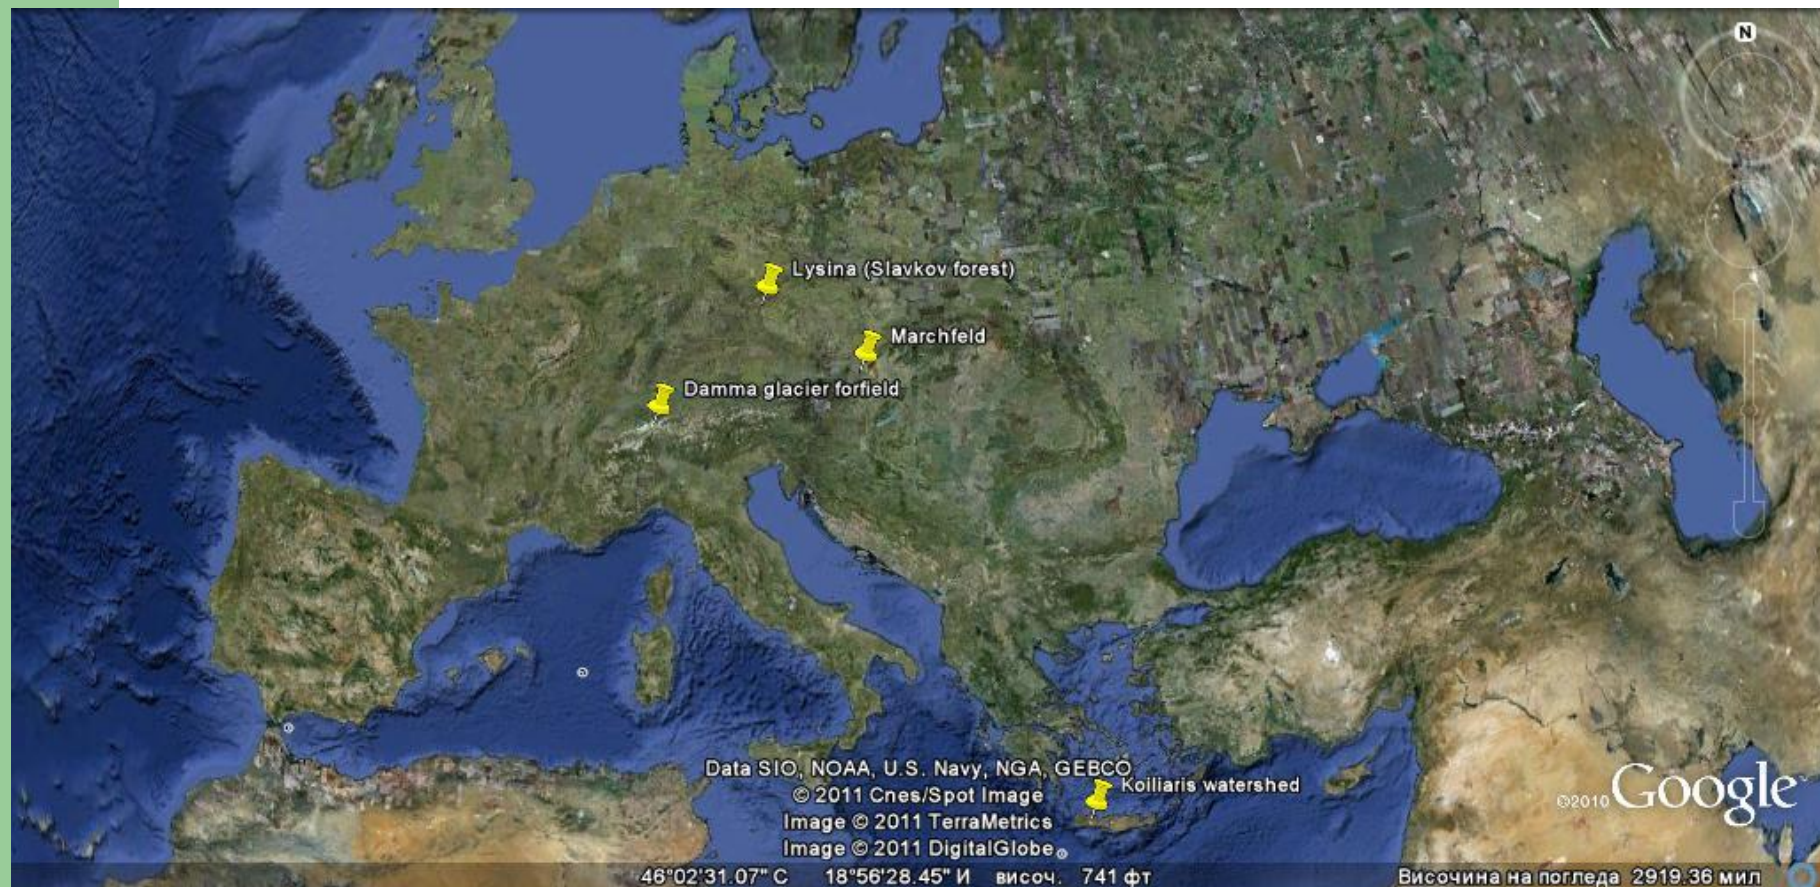 N
Lysina (Slavkov forest)
Marchfeld
Damma glacier forfield
Koiliaris watershed
Data SIO, NOAA, U.S. Navy, NGA, GEBCO
© 2011 Cnes/Spot Image
Image © 2011 TerraMetrics
Image © 2011 DigitalGlobe
©2010 Google
46°02'31.07" С 18°56'28.45" И височ. 741 фт
Височина на погледа 2919.36 мил